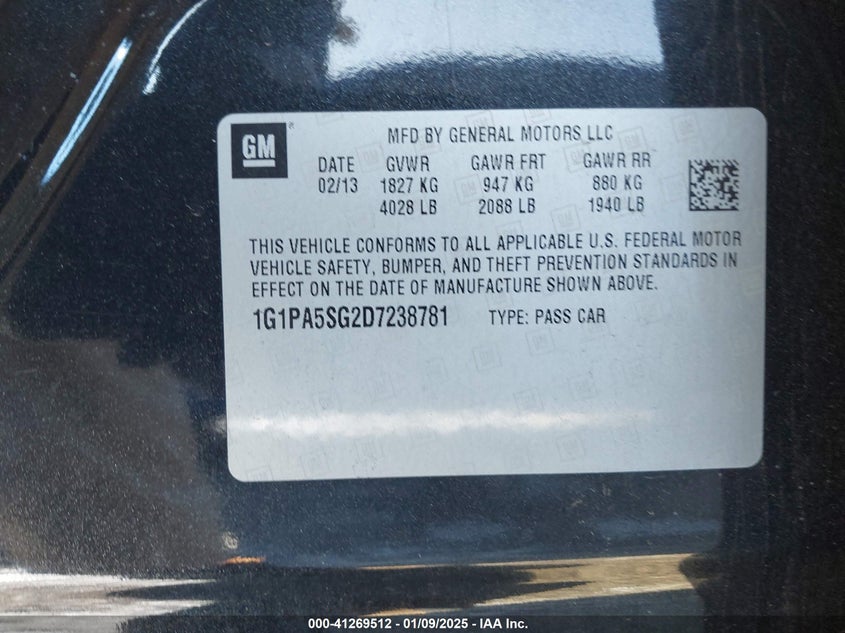 GM
MFD BY GENERAL MOTORS LLC
DATE GVWR GAWR FRT GAWR RR
02/13 1827 KG 947 KG 880 KG
4028 LB 2088 LB 1940 LB
THIS VEHICLE CONFORMS TO ALL APPLICABLE U.S. FEDERAL MOTOR
VEHICLE SAFETY, BUMPER, AND THEFT PREVENTION STANDARDS IN
EFFECT ON THE DATE OF MANUFACTURE SHOWN ABOVE.
1G1PA5SG2D7238781 TYPE: PASS CAR
000-41269512 - 01/09/2025 - IAA Inc.